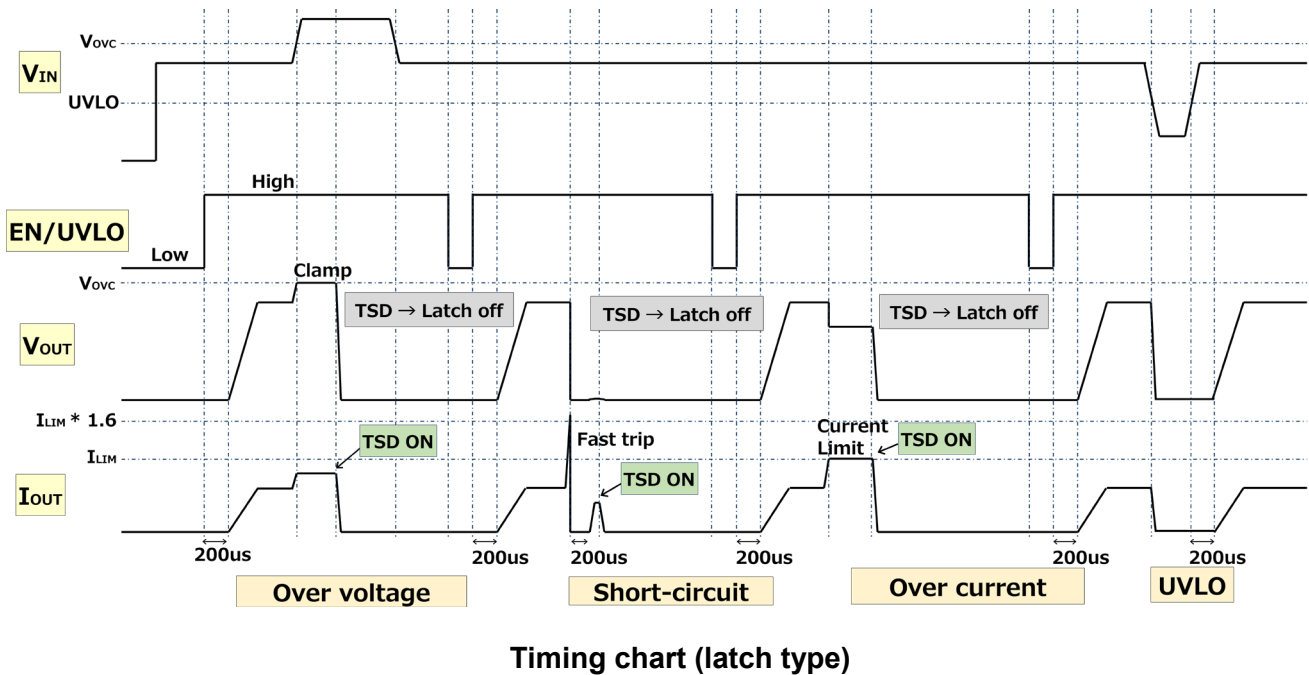 VOVC
VIN
UVLO
High
EN/UVLO
Low
VOVC
Clamp
TSD → Latch off
TSD → Latch off
TSD → Latch off
VOUT
ILIM * 1.6
Fast trip
Current
Limit
TSD ON
TSD ON
ILIM
TSD ON
IOUT
200us
200us
200us
200us
200us
200us
Over voltage
Short-circuit
Over current
UVLO
Timing chart (latch type)